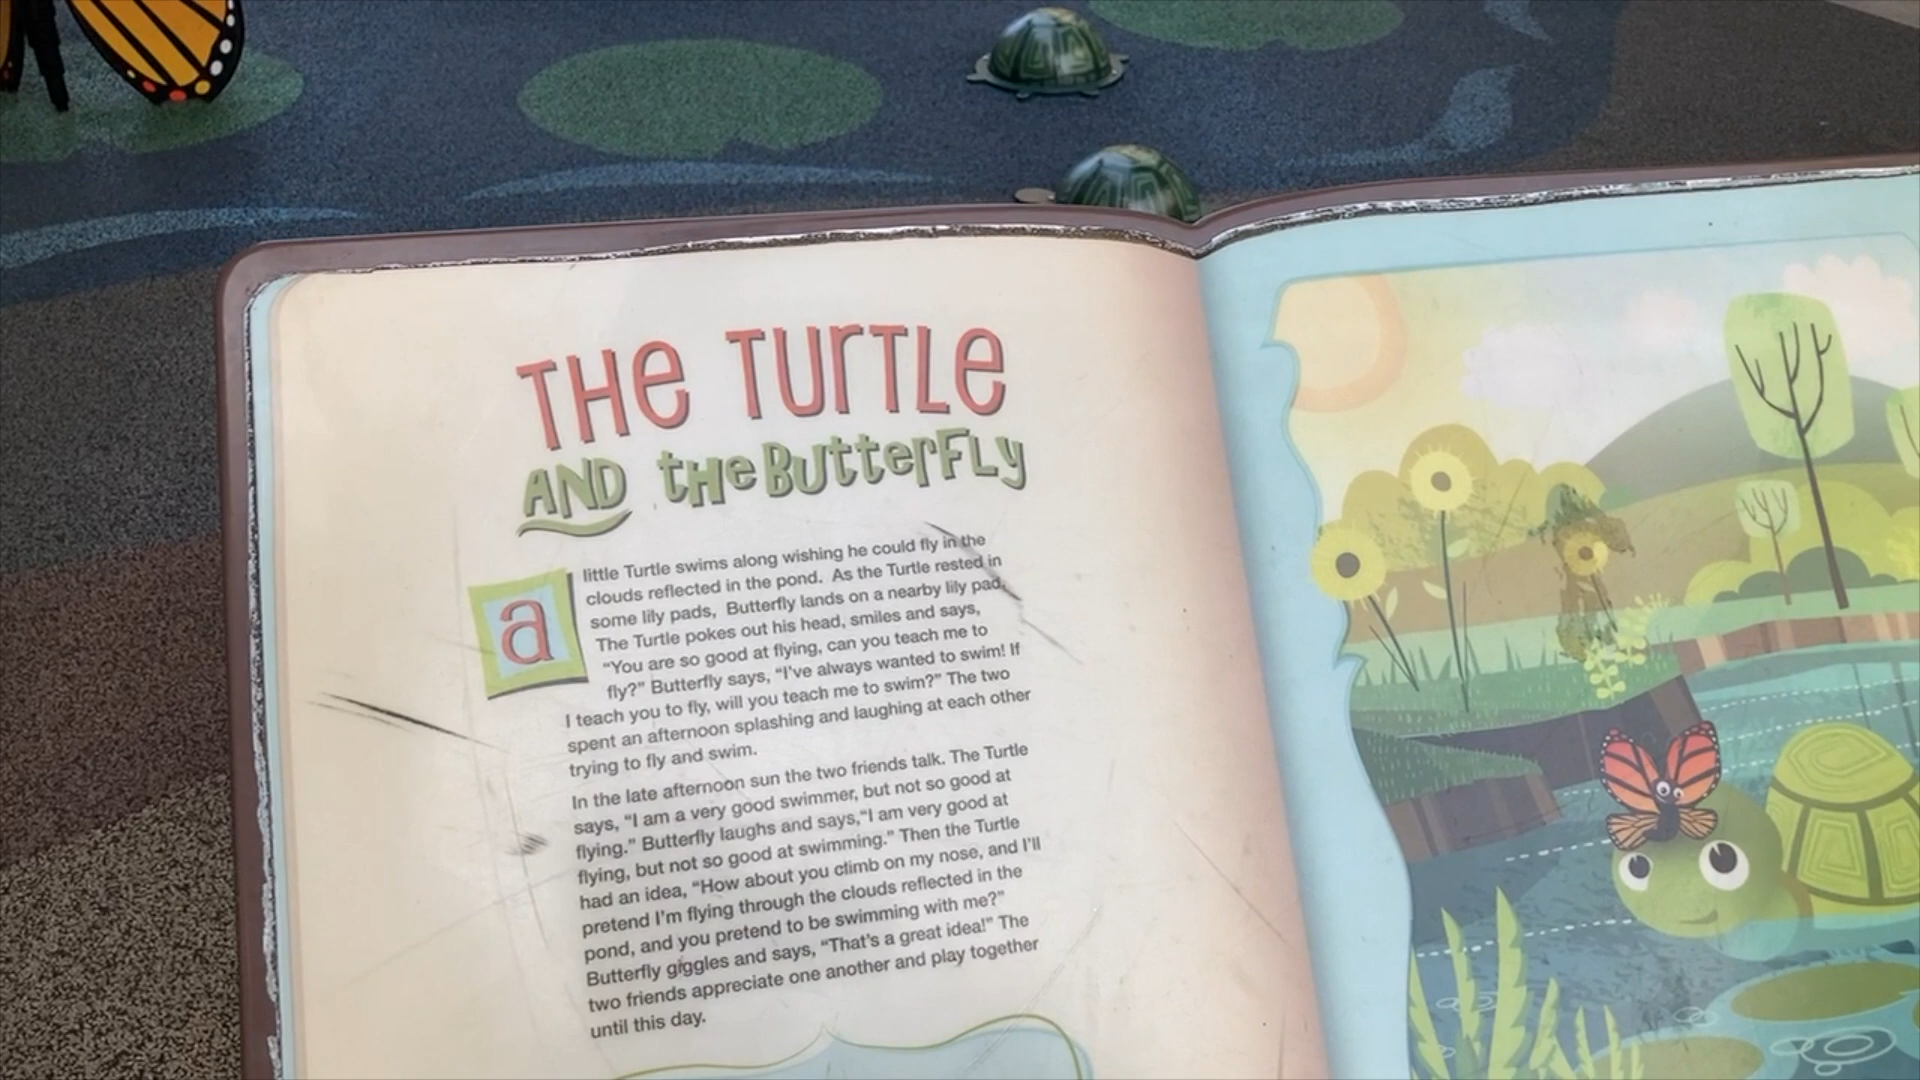 THe TurTLe
AND tHe ButterFLy
a
little Turtle swims along wishing he could fly in the
clouds reflected in the pond. As the Turtle rested in
some lily pads, Butterfly lands on a nearby lily pad.
The Turtle pokes out his head, smiles and says,
“You are so good at flying, can you teach me to
fly?” Butterfly says, “I’ve always wanted to swim! If
I teach you to fly, will you teach me to swim?” The two
spent an afternoon splashing and laughing at each other
trying to fly and swim.
In the late afternoon sun the two friends talk. The Turtle
says, “I am a very good swimmer, but not so good at
flying.” Butterfly laughs and says,“I am very good at
flying, but not so good at swimming.” Then the Turtle
had an idea, “How about you climb on my nose, and I’ll
pretend I’m flying through the clouds reflected in the
pond, and you pretend to be swimming with me?”
Butterfly giggles and says, “That’s a great idea!” The
two friends appreciate one another and play together
until this day.